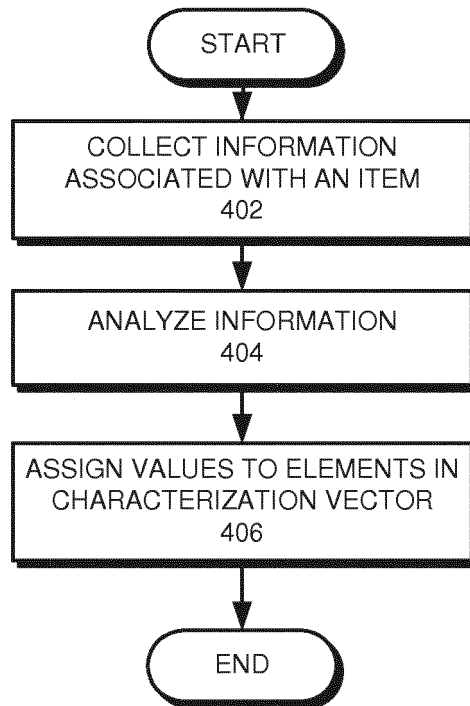 START
COLLECT INFORMATION
ASSOCIATED WITH AN ITEM
402
ANALYZE INFORMATION
404
ASSIGN VALUES TO ELEMENTS IN
CHARACTERIZATION VECTOR
406
END